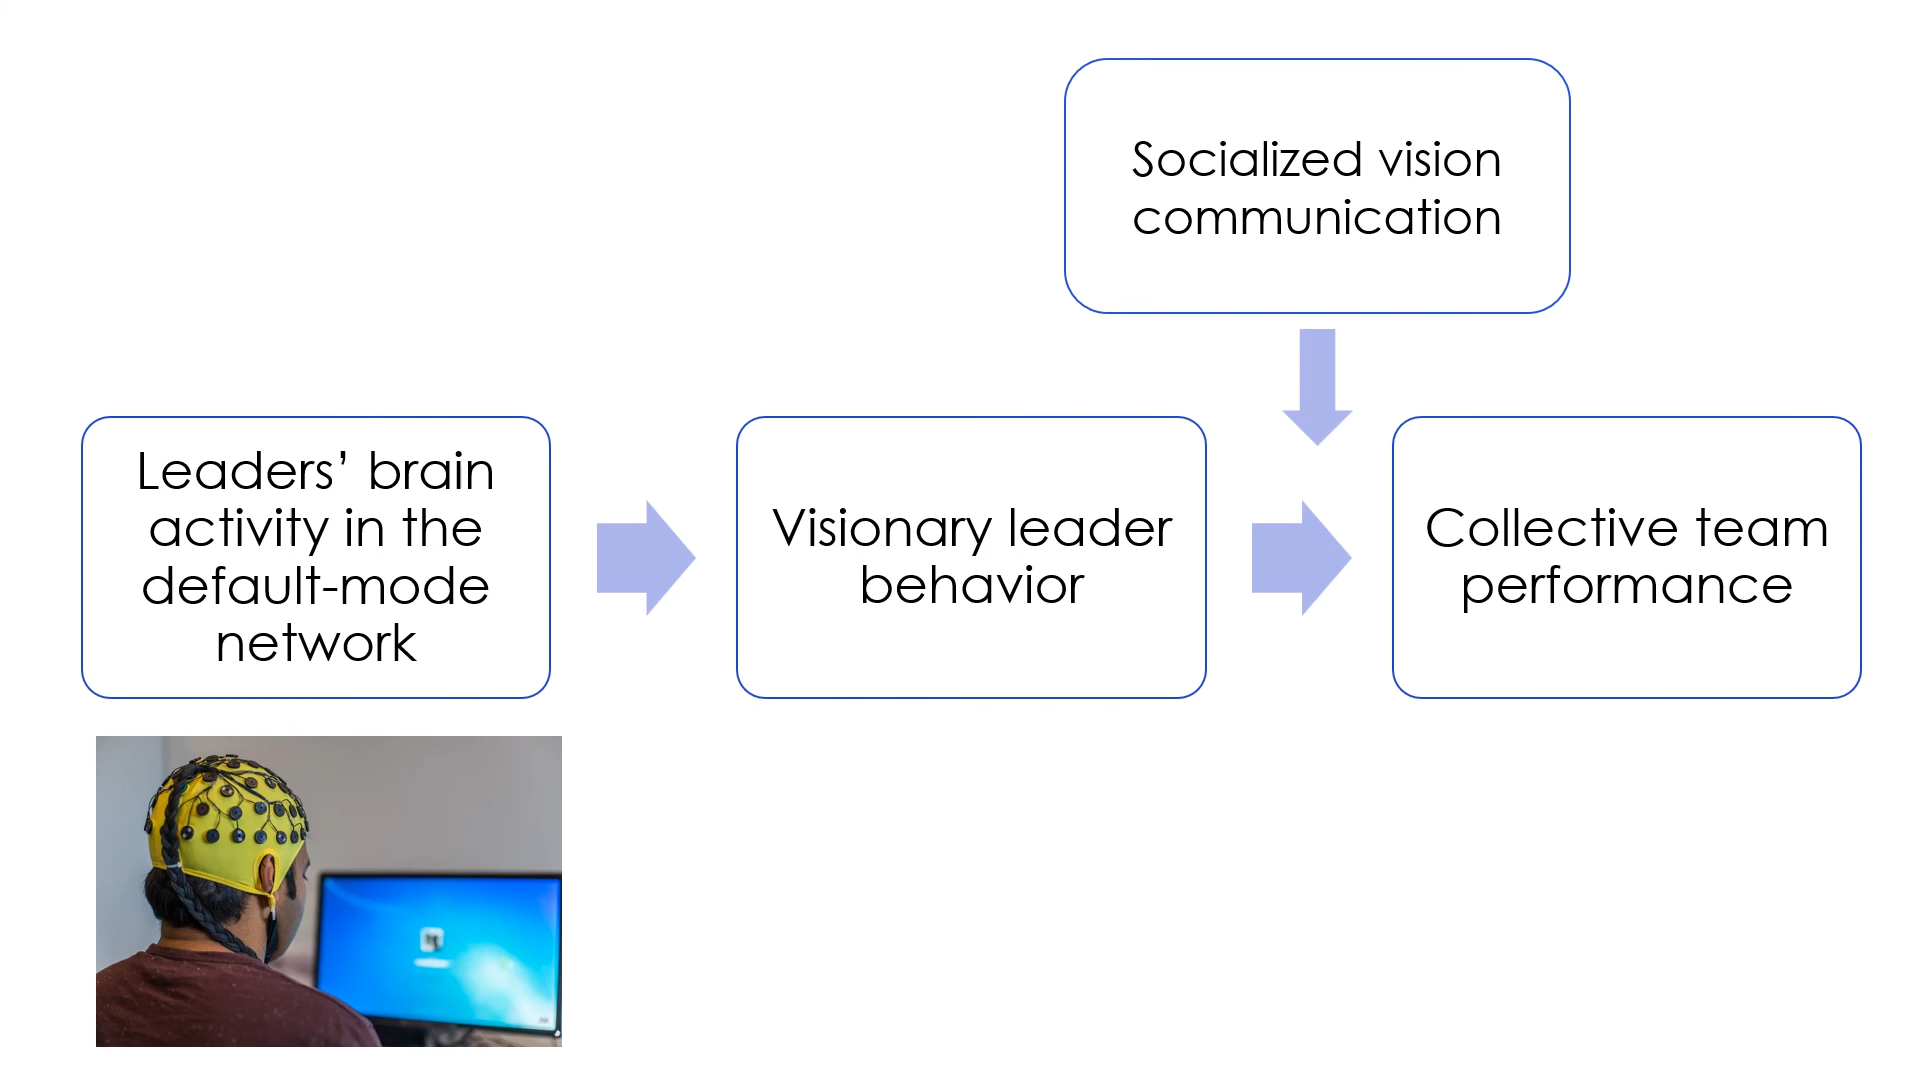 Socialized vision
communication
Leaders’ brain
activity in the
default-mode
network
Visionary leader
behavior
Collective team
performance